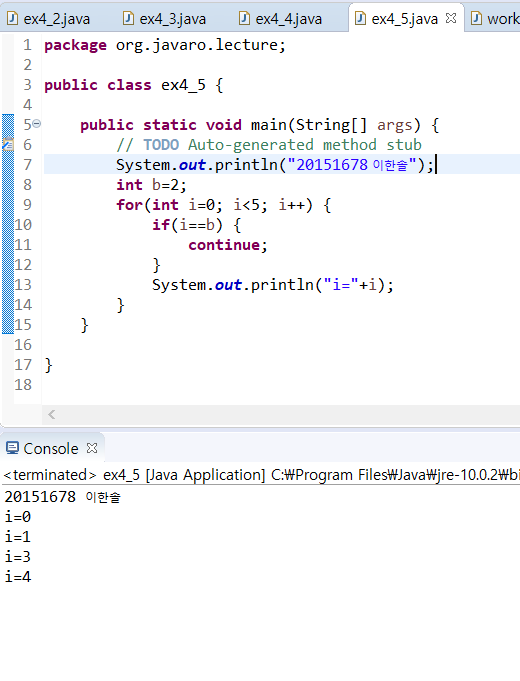 ex4_2.java ex4_3.java ex4_4.java ex4_5.java work
1 package org.javaro.lecture;
2
3 public class ex4_5 {
4
5 public static void main(String[] args) {
6 // TODO Auto-generated method stub
7 System.out.println("20151678 이한솔");
8 int b=2;
9 for(int i=0; i<5; i++) {
10 if(i==b) {
11 continue;
12 }
13 System.out.println("i="+i);
14 }
15 }
16
17 }
18
Console
<terminated> ex4_5 [Java Application] C:₩Program Files₩Java₩jre-10.0.2₩bi
20151678 이한솔
i=0
i=1
i=3
i=4